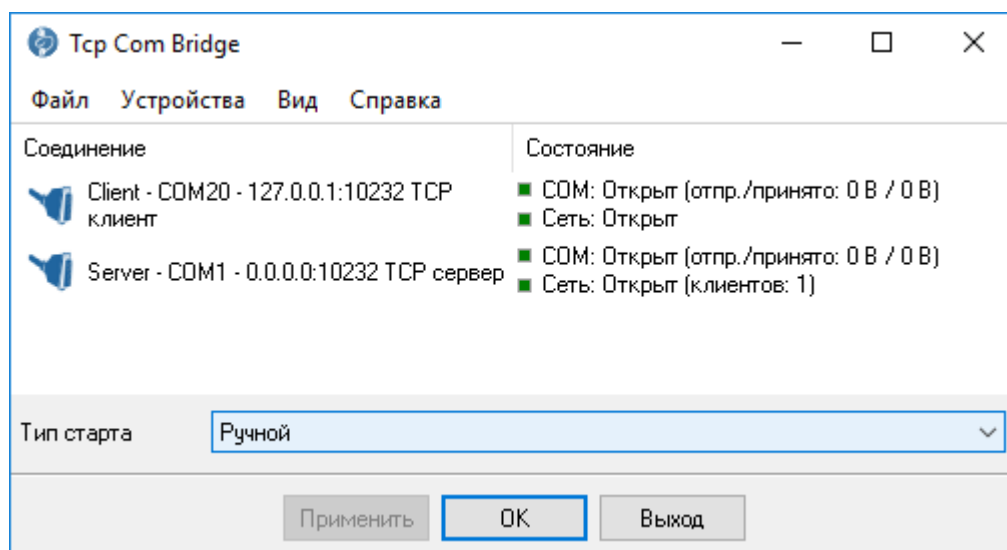 Tcp Com Bridge
Файл Устройства Вид Справка
Соединение Состояние
Client - COM20 - 127.0.0.1:10232 TCP
клиент
COM: Открыт (отпр./принято: 0 B / 0 B)
Сеть: Открыт
Server - COM1 - 0.0.0.0:10232 TCP сервер
COM: Открыт (отпр./принято: 0 B / 0 B)
Сеть: Открыт (клиентов: 1)
Тип старта Ручной
Применить OK Выход